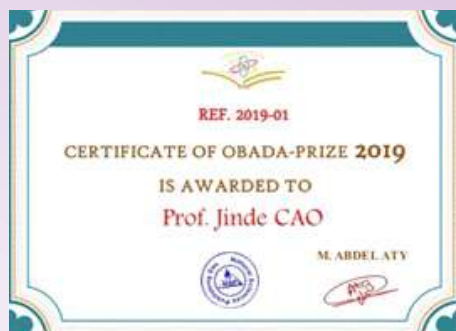 REF. 2019-01
CERTIFICATE OF OBADA-PRIZE 2019
IS AWARDED TO
Prof. Jinde CAO
M. ABDEL ATY